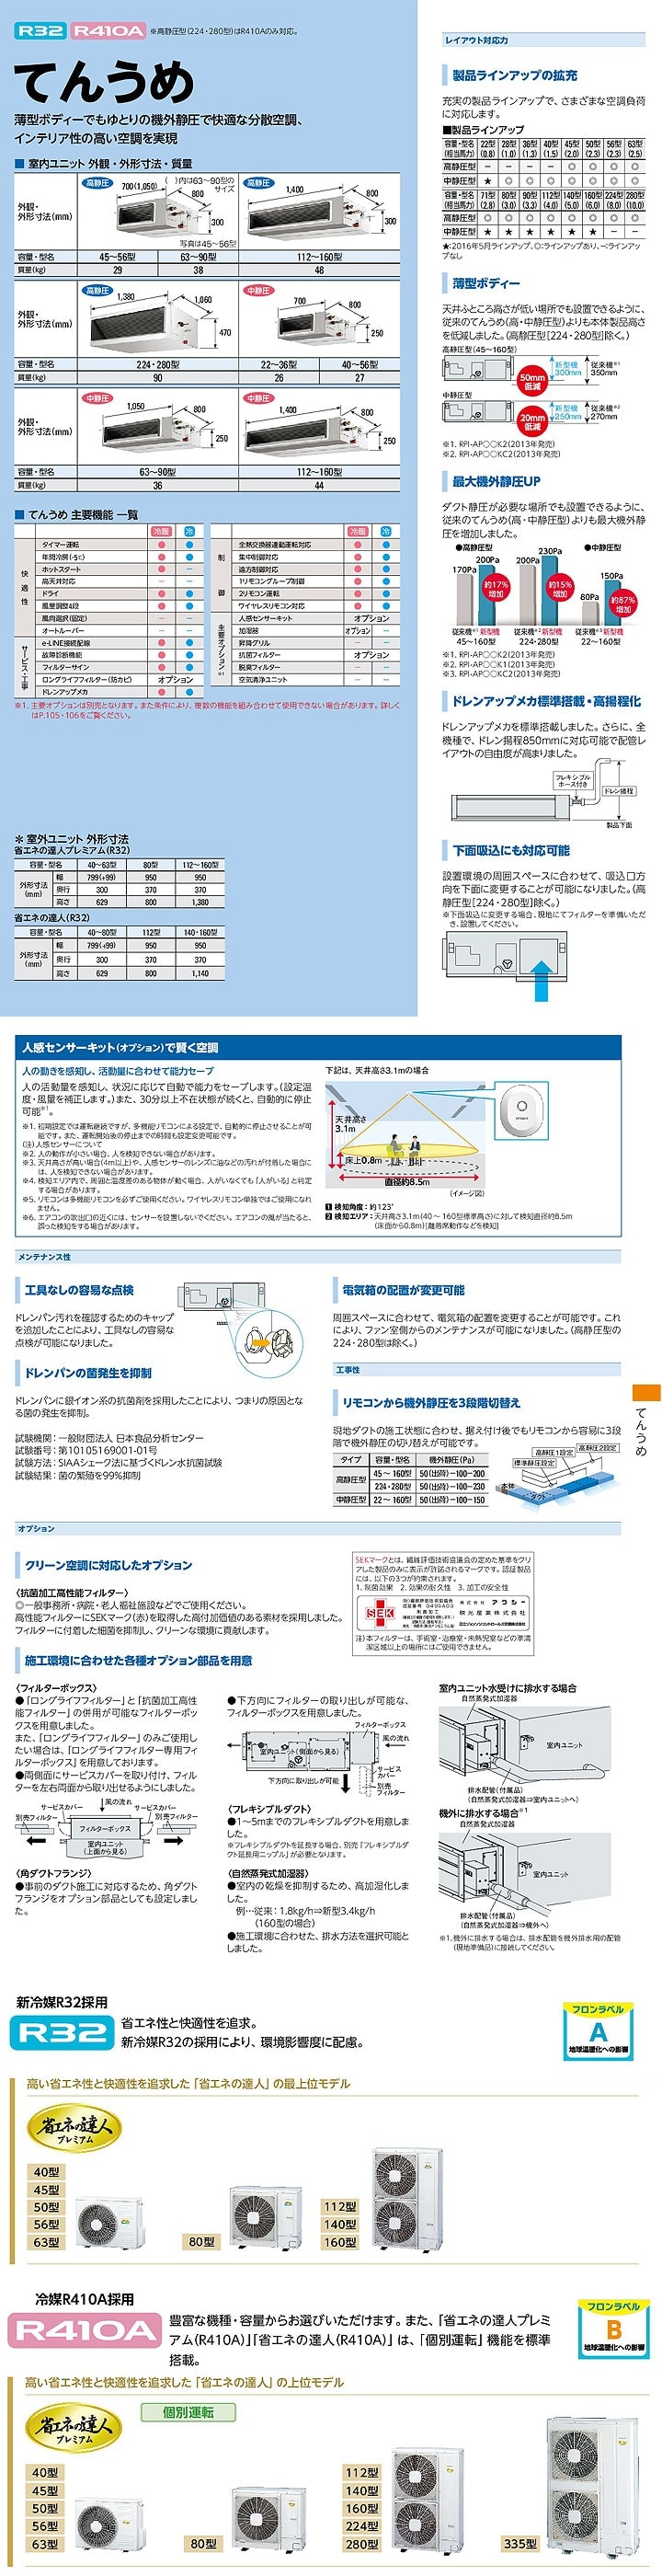 R32 R410A ※高静圧型(224・280型)はR410Aのみ対応。
てんうめ
薄型ボディーでもゆとりの機外静圧で快適な分散空調、
インテリア性の高い空調を実現
■ 室内ユニット 外観・外形寸法・質量
外観・外形寸法(mm)
高静圧 700(1,050) 800 300 ( )内は63〜90型のサイズ 写真は45〜56型
高静圧 1,400 800 300
容量・型名 45〜56型 63〜90型 112〜160型
質量(kg) 29 38 48
外観・外形寸法(mm)
高静圧 1,380 1,060 470
中静圧 700 800 250
容量・型名 224・280型 22〜36型 40〜56型
質量(kg) 90 26 27
外観・外形寸法(mm)
中静圧 1,050 800 250
中静圧 1,400 800 250
容量・型名 63〜90型 112〜160型
質量(kg) 36 44
■ てんうめ 主要機能 一覧
冷暖 冷
快適性
タイマー運転 ● ●
年間冷房(-5℃) ● ●
ホットスタート ● −
高天井対応 − −
ドライ ● ●
風量調整4段 ● ●
風向選択(固定) − −
オートルーバー − −
サービス・工事
e-LINE接続配線 ● ●
故障診断機能 ● ●
フィルターサイン ● ●
ロングライフフィルター(防カビ) オプション
ドレンアップメカ ● ●
冷暖 冷
制御
全熱交換器連動運転対応 ● ●
集中制御対応 ● ●
遠方制御対応 ● ●
1リモコングループ制御 ● ●
2リモコン運転 ● ●
ワイヤレスリモコン対応 ● ●
主要オプション※1
人感センサーキット オプション
加湿器 オプション −
昇降グリル − −
抗菌フィルター オプション
脱臭フィルター − −
空気清浄ユニット − −
※1. 主要オプションは別売となります。また条件により、複数の機能を組み合わせて使用できない場合があります。詳しくはP.105・106をご覧ください。
＊ 室外ユニット 外形寸法
省エネの達人プレミアム(R32)
容量・型名 40〜63型 80型 112〜160型
外形寸法(mm)
幅 799(+99) 950 950
奥行 300 370 370
高さ 629 800 1,380
省エネの達人(R32)
容量・型名 40〜80型 112型 140・160型
外形寸法(mm)
幅 799(+99) 950 950
奥行 300 370 370
高さ 629 800 1,140
レイアウト対応力
製品ラインアップの拡充
充実の製品ラインアップで、さまざまな空調負荷
に対応します。
■製品ラインアップ
容量・型名(相当馬力) 22型(0.8) 28型(1.0) 36型(1.3) 40型(1.5) 45型(2.0) 50型(2.3) 56型(2.3) 63型(2.5)
高静圧型 − − − − ◎ ◎ ◎ ◎
中静圧型 ★ ◎ ◎ ◎ ◎ ◎ ◎ ◎
容量・型名(相当馬力) 71型(2.8) 80型(3.0) 90型(3.3) 112型(4.0) 140型(5.0) 160型(6.0) 224型(8.0) 280型(10.0)
高静圧型 ◎ ◎ ◎ ◎ ◎ ◎ ◎ ◎
中静圧型 ★ ★ ★ ★ ★ ★ − −
★:2016年5月ラインアップ、◎:ラインアップあり、−:ラインアップなし
薄型ボディー
天井ふところ高さが低い場所でも設置できるように、
従来のてんうめ(高・中静圧型)よりも本体製品高さ
を低減しました。(高静圧型[224・280型]除く。)
高静圧型(45〜160型)
50mm低減 新型機300mm 従来機※1 350mm
中静圧型
20mm低減 新型機250mm 従来機※2 270mm
※1. RPI-AP○○K2(2013年発売)
※2. RPI-AP○○KC2(2013年発売)
最大機外静圧UP
ダクト静圧が必要な場所でも設置できるように、
従来のてんうめ(高・中静圧型)よりも最大機外静
圧を増加しました。
●高静圧型 ●中静圧型
170Pa 200Pa 約17%増加 従来機※1 新型機 45〜160型
200Pa 230Pa 約15%増加 従来機※2 新型機 224・280型
80Pa 150Pa 約87%増加 従来機※3 新型機 22〜160型
※1. RPI-AP○○K2(2013年発売)
※2. RPI-AP○○K1(2013年発売)
※3. RPI-AP○○KC2(2013年発売)
ドレンアップメカ標準搭載・高揚程化
ドレンアップメカを標準搭載しました。さらに、全
機種で、ドレン揚程850mmに対応可能で配管レ
イアウトの自由度が高まりました。
フレキシブルホース付き ドレン揚程 製品下面
下面吸込にも対応可能
設置環境の周囲スペースに合わせて、吸込口方
向を下面に変更することが可能になりました。(高
静圧型[224・280型]除く。)
※下面吸込に変更する場合、現地にてフィルターを準備いただき、設置してください。
人感センサーキット(オプション)で賢く空調
人の動きを感知し、活動量に合わせて能力セーブ
人の活動量を感知し、状況に応じて自動で能力をセーブします。(設定温
度・風量を補正します。)また、30分以上不在状態が続くと、自動的に停止
可能※1。
※1. 初期設定では運転継続ですが、多機能リモコンによる設定で、自動的に停止させることが可能です。また、運転開始後の停止までの時間も設定変更可能です。
(注)人感センサーについて
※2. 人の動作が小さい場合、人を検知できない場合があります。
※3. 天井高さが高い場合(4m以上)や、人感センサーのレンズに油などの汚れが付着した場合には、人を検知できない場合があります。
※4. 検知エリア内で、周囲と温度差のある物体が動く場合、人がいなくても「人がいる」と判定する場合があります。
※5. リモコンは多機能リモコンを必ずご使用ください。ワイヤレスリモコン単独ではご使用になれません。
※6. エアコンの吹出口の近くには、センサーを設置しないでください。エアコンの風が当たると、誤った検知をする場合があります。
下記は、天井高さ3.1mの場合
天井高さ3.1m
床上0.8m
直径約8.5m
(イメージ図)
1 検知角度：約123°
2 検知エリア：天井高さ3.1m(40〜160型標準高さ)に対して検知直径約8.5m
(床面から0.8m)[離着席動作などを検知]
メンテナンス性
工具なしの容易な点検
ドレンパン汚れを確認するためのキャップ
を追加したことにより、工具なしの容易な
点検が可能になりました。
ドレンパンの菌発生を抑制
ドレンパンに銀イオン系の抗菌剤を採用したことにより、つまりの原因とな
る菌の発生を抑制。
試験機関：一般財団法人 日本食品分析センター
試験番号：第10105169001-01号
試験方法：SIAAシェーク法に基づくドレン水抗菌試験
試験結果：菌の繁殖を99%抑制
電気箱の配置が変更可能
周囲スペースに合わせて、電気箱の配置を変更することが可能です。これ
により、ファン室側からのメンテナンスが可能になりました。(高静圧型の
224・280型は除く。)
工事性
リモコンから機外静圧を3段階切替え
現地ダクトの施工状態に合わせ、据え付け後でもリモコンから容易に3段
階で機外静圧の切り替えが可能です。
タイプ 容量・型名 機外静圧(Pa)
高静圧型 45〜160型 50(出荷)−100−200
224・280型 50(出荷)−100−230
中静圧型 22〜160型 50(出荷)−100−150
標準静圧設定 高静圧1設定 高静圧2設定
本体 ダクト
てんうめ
オプション
クリーン空調に対応したオプション
〈抗菌加工高性能フィルター〉
◎一般事務所・病院・老人福祉施設などでご使用ください。
高性能フィルターにSEKマーク(赤)を取得した高付加価値のある素材を採用しました。
フィルターに付着した細菌を抑制し、クリーンな環境に貢献します。
SEKマークとは、繊維評価技術協議会の定めた基準をクリアした製品のみに表示が許諾されるマークです。認証製品には、以下の3つが約束されます。
1. 制菌効果 2. 効果の耐久性 3. 加工の安全性
SEK
注)本フィルターは、手術室・治療室・未熟児室などの準清潔区域以上の場所にはご使用できません。
施工環境に合わせた各種オプション部品を用意
〈フィルターボックス〉
●「ロングライフフィルター」と「抗菌加工高性
能フィルター」の併用が可能なフィルターボッ
クスを用意しました。
また、「ロングライフフィルター」のみご使用し
たい場合は、「ロングライフフィルター専用フィ
ルターボックス」を用意しております。
●両側面にサービスカバーを取り付け、フィル
ターを左右両面から取り出せるようにしました。
サービスカバー 風の流れ サービスカバー
別売フィルター 別売フィルター
フィルターボックス
室内ユニット
(上面から見る)
〈角ダクトフランジ〉
●事前のダクト施工に対応するため、角ダクト
フランジをオプション部品としても設定しまし
た。
●下方向にフィルターの取り出しが可能な、
フィルターボックスを用意しました。
フィルターボックス
風の流れ
室内ユニット(側面から見る)
サービスカバー
下方向に取り出しが可能
別売フィルター
〈フレキシブルダクト〉
●1〜5mまでのフレキシブルダクトを用意しま
した。
※フレキシブルダクトを延長する場合、別売「フレキシブルダクト延長用ニップル」が必要となります。
〈自然蒸発式加湿器〉
●室内の乾燥を抑制するため、高加湿化しま
した。
例…従来：1.8kg/h⇒新型3.4kg/h
(160型の場合)
●施工環境に合わせた、排水方法を選択可能と
しました。
室内ユニット水受けに排水する場合
自然蒸発式加湿器
室内ユニット
排水配管(付属品)
(自然蒸発式加湿器⇒室内ユニットへ)
機外に排水する場合※1
自然蒸発式加湿器
室内ユニット
排水配管(付属品)
(自然蒸発式加湿器⇒機外へ)
※1. 機外に排水する場合は、排水配管を機外排水用の配管(現地準備品)に接続してください。
新冷媒R32採用
R32
省エネ性と快適性を追求。
新冷媒R32の採用により、環境影響度に配慮。
フロンラベル A 地球温暖化への影響
高い省エネ性と快適性を追求した「省エネの達人」の最上位モデル
省エネの達人プレミアム
40型
45型
50型
56型
63型
80型
112型
140型
160型
冷媒R410A採用
R410A
豊富な機種・容量からお選びいただけます。また、「省エネの達人プレミ
アム(R410A)」「省エネの達人(R410A)」は、「個別運転」機能を標準
搭載。
フロンラベル B 地球温暖化への影響
高い省エネ性と快適性を追求した「省エネの達人」の上位モデル
省エネの達人プレミアム
個別運転
40型
45型
50型
56型
63型
80型
112型
140型
160型
224型
280型
335型